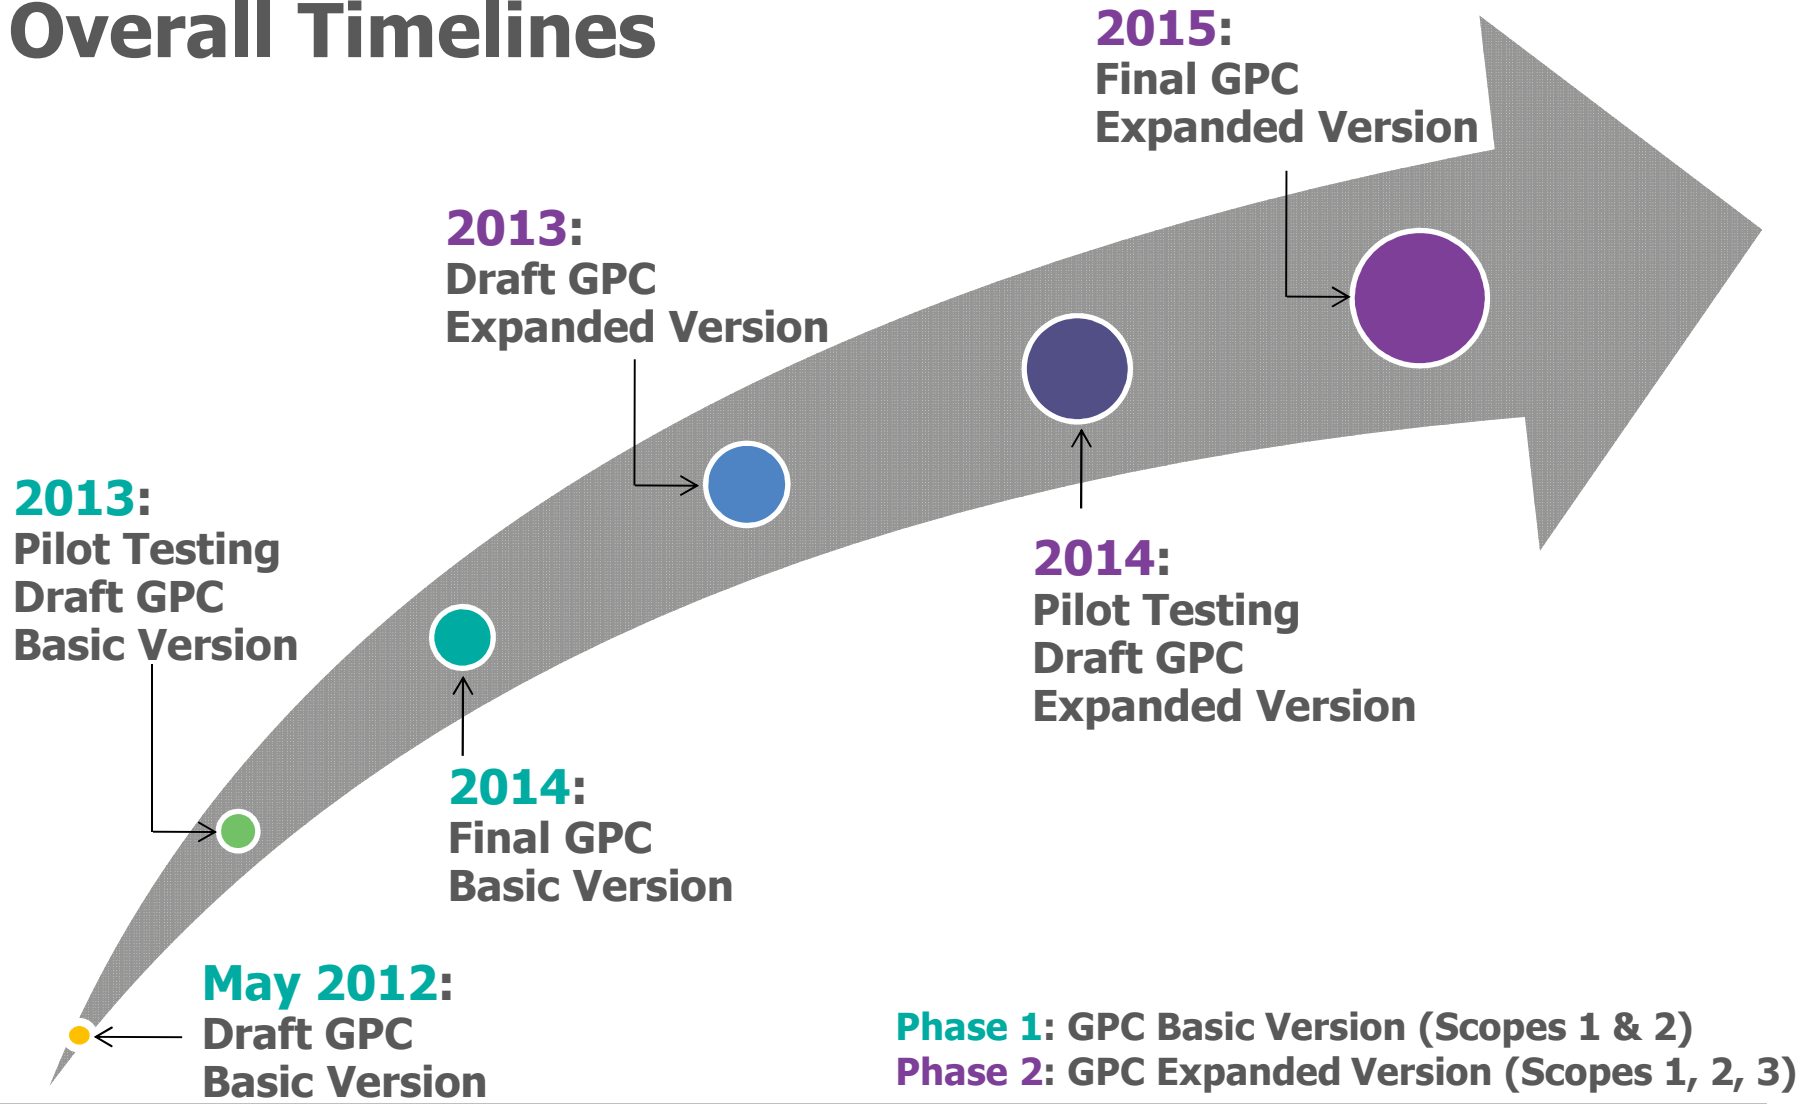 Overall Timelines
2015:
Final GPC
Expanded Version
2013:
Draft GPC
Expanded Version
2013:
Pilot Testing
Draft GPC
Basic Version
2014:
Pilot Testing
Draft GPC
Expanded Version
2014:
Final GPC
Basic Version
May 2012:
Draft GPC
Basic Version
Phase 1: GPC Basic Version (Scopes 1 & 2)
Phase 2: GPC Expanded Version (Scopes 1, 2, 3)